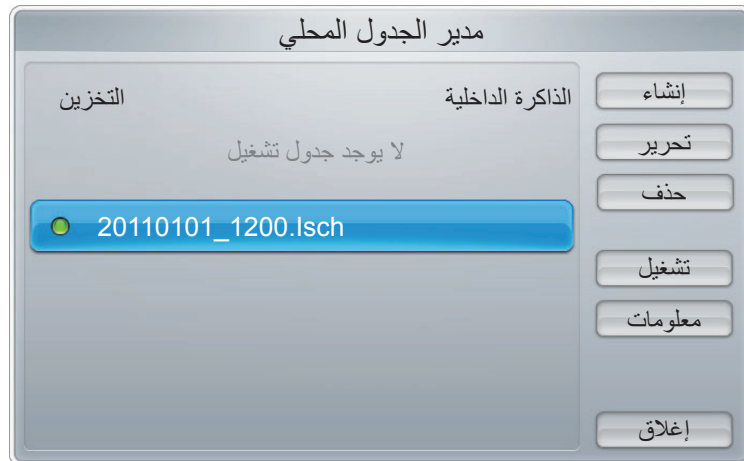 مدير الجدول المحلي
التخزين
الذاكرة الداخلية
لا يوجد جدول تشغيل
20110101_1200.lsch
إنشاء
تحرير
حذف
تشغيل
معلومات
إغلاق